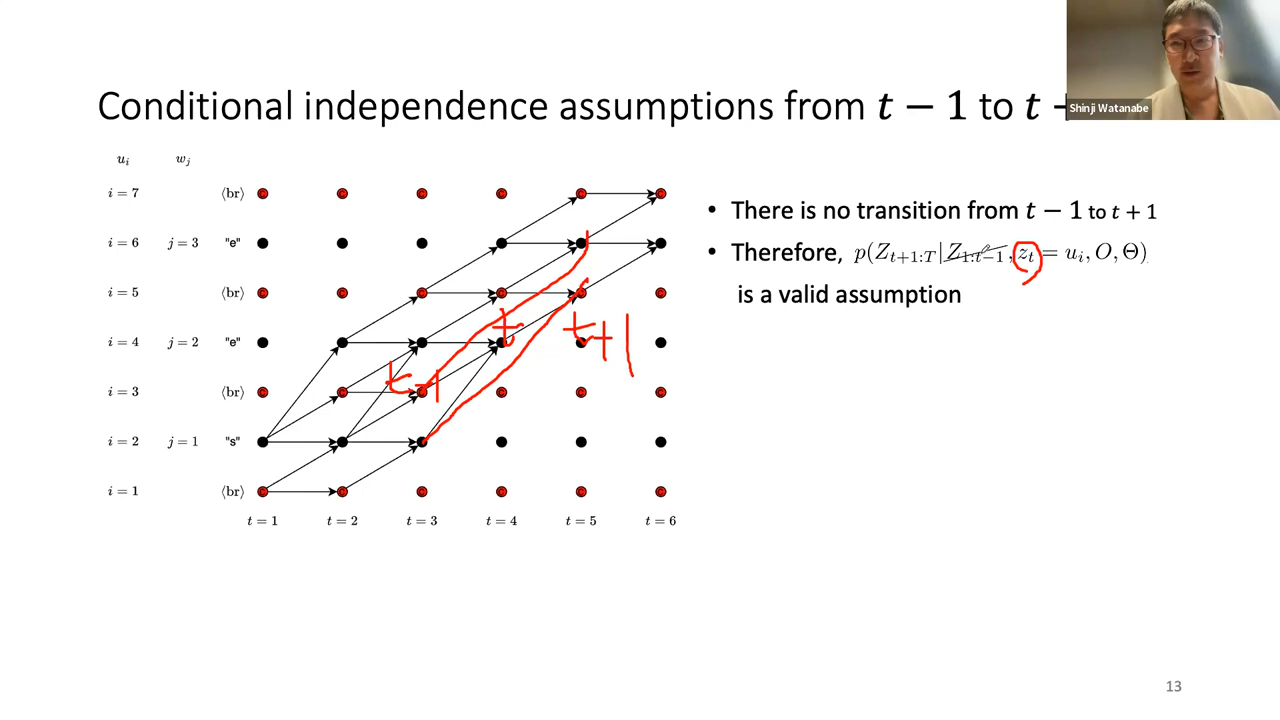 Conditional independence assumptions from t − 1 to t -
Shinji Watanabe
u_i w_j
i = 7 ⟨br⟩
i = 6 j = 3 "e"
i = 5 ⟨br⟩
i = 4 j = 2 "e"
i = 3 ⟨br⟩
i = 2 j = 1 "s"
i = 1 ⟨br⟩
t = 1 t = 2 t = 3 t = 4 t = 5 t = 6
t-1 t t+1
• There is no transition from t − 1 to t + 1
• Therefore, p(Z_{t+1:T}|Z_{1:t−1}, z_t = u_i, O, Θ)
is a valid assumption
13